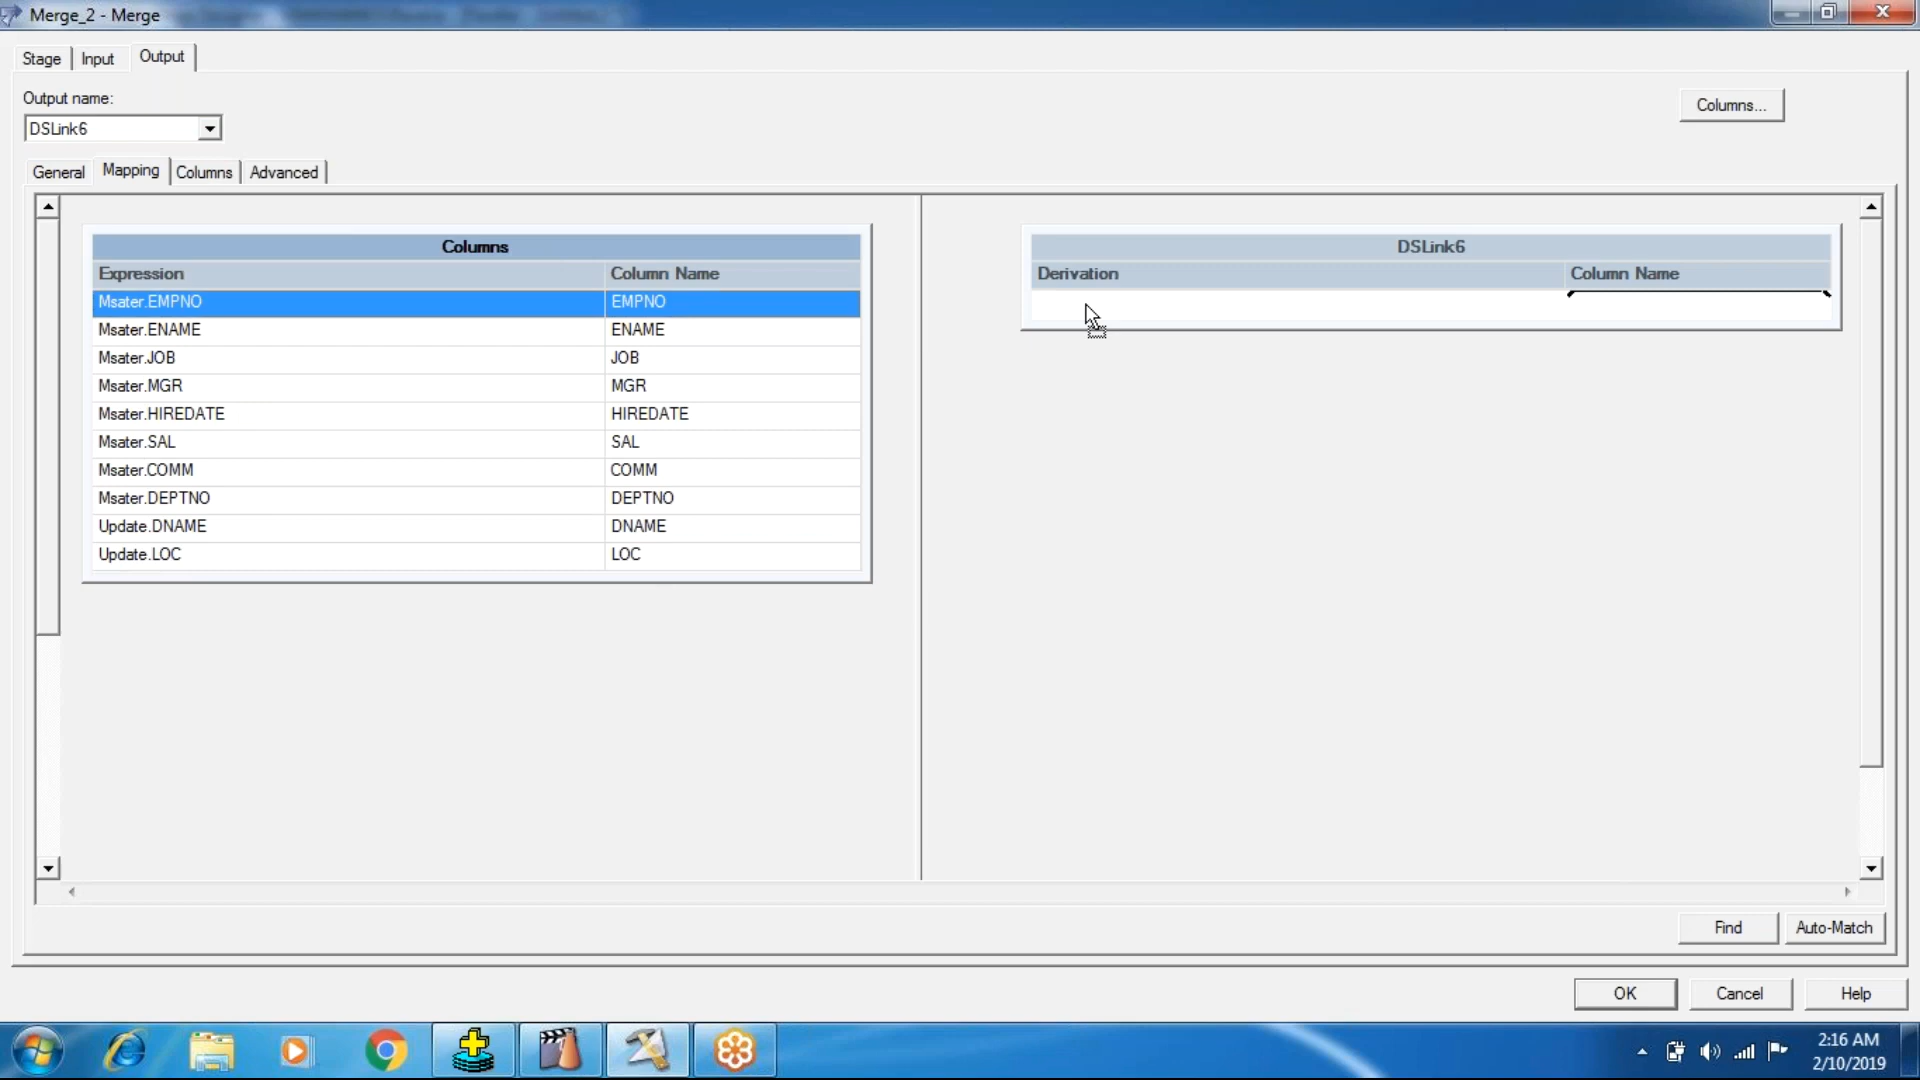 Merge_2 - Merge
Stage Input Output
Output name:
DSLink6
Columns...
General Mapping Columns Advanced
Columns
Expression Column Name
Msater.EMPNO EMPNO
Msater.ENAME ENAME
Msater.JOB JOB
Msater.MGR MGR
Msater.HIREDATE HIREDATE
Msater.SAL SAL
Msater.COMM COMM
Msater.DEPTNO DEPTNO
Update.DNAME DNAME
Update.LOC LOC
DSLink6
Derivation Column Name
Find Auto-Match
OK Cancel Help
2:16 AM
2/10/2019